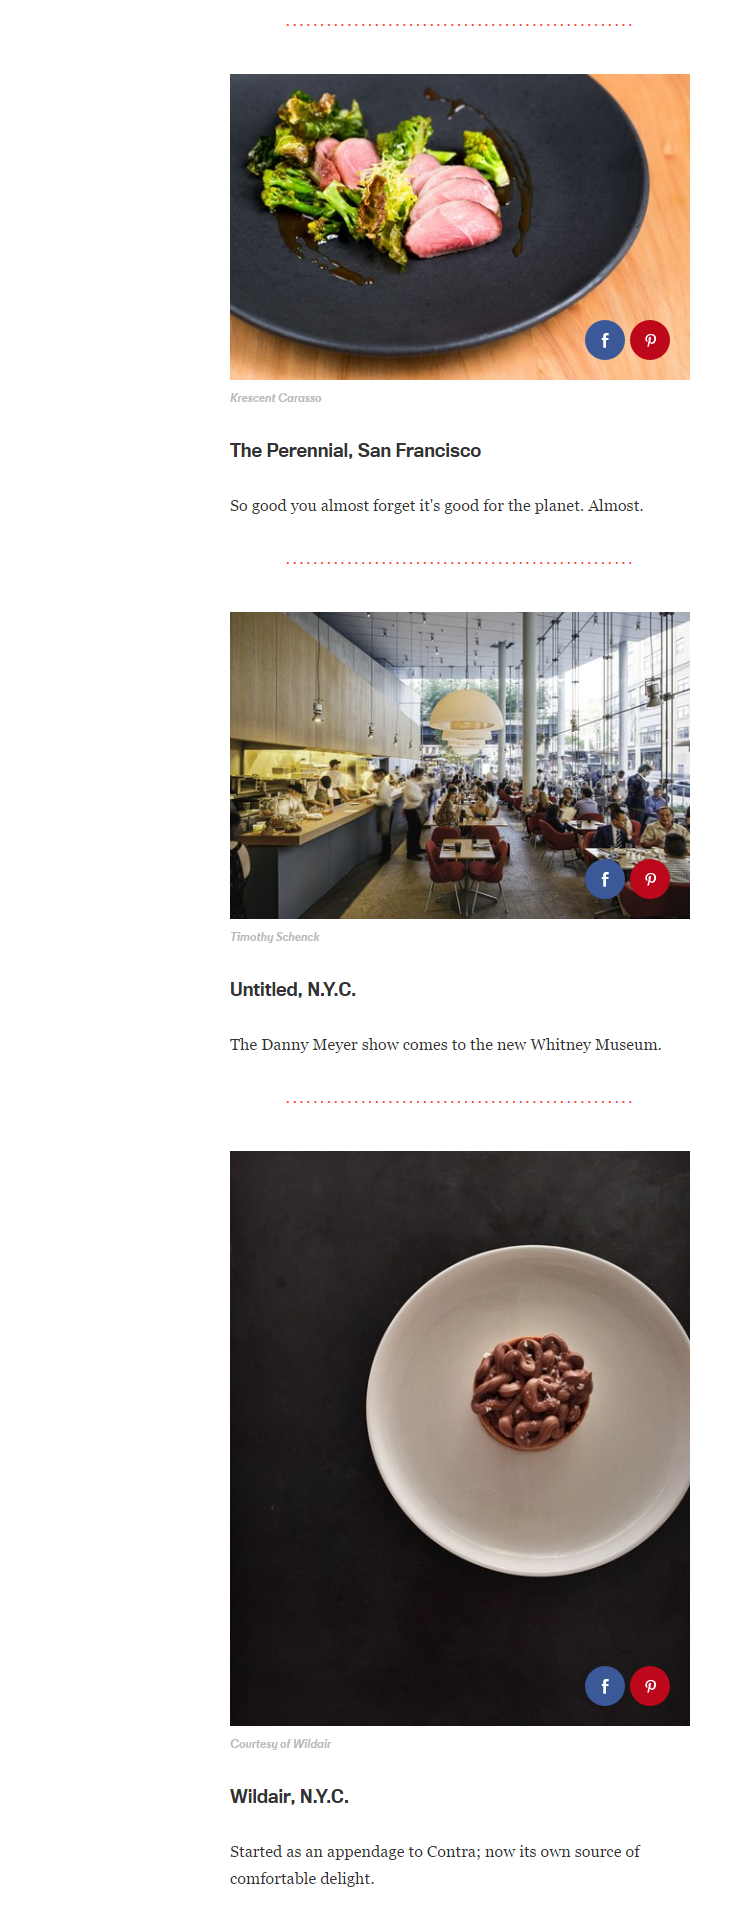 Krescent Carasso
The Perennial, San Francisco
So good you almost forget it's good for the planet. Almost.
Timothy Schenck
Untitled, N.Y.C.
The Danny Meyer show comes to the new Whitney Museum.
Courtesy of Wildair
Wildair, N.Y.C.
Started as an appendage to Contra; now its own source of
comfortable delight.